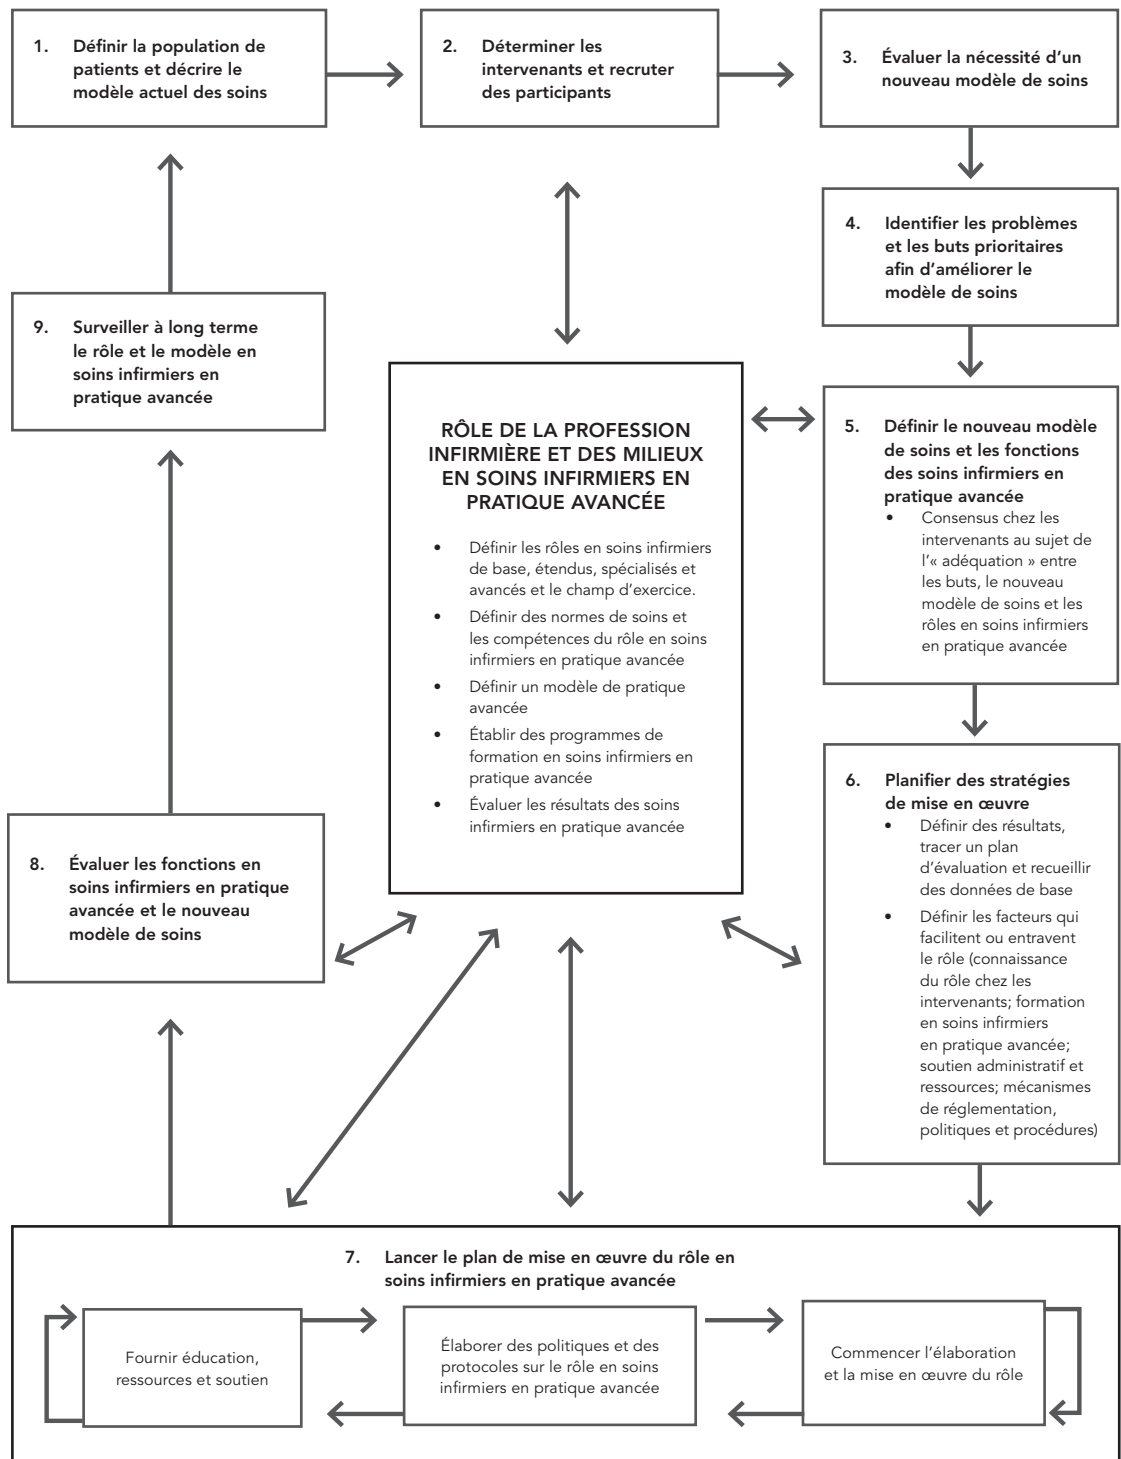 1. Définir la population de
patients et décrire le
modèle actuel des soins
2. Déterminer les
intervenants et recruter
des participants
3. Évaluer la nécessité d'un
nouveau modèle de soins
4. Identifier les problèmes
et les buts prioritaires
afin d'améliorer le
modèle de soins
9. Surveiller à long terme
le rôle et le modèle en
soins infirmiers en
pratique avancée
RÔLE DE LA PROFESSION
INFIRMIÈRE ET DES MILIEUX
EN SOINS INFIRMIERS EN
PRATIQUE AVANCÉE
• Définir les rôles en soins infirmiers
de base, étendus, spécialisés et
avancés et le champ d'exercice.
• Définir des normes de soins et
les compétences du rôle en soins
infirmiers en pratique avancée
• Définir un modèle de pratique
avancée
• Établir des programmes de
formation en soins infirmiers en
pratique avancée
• Évaluer les résultats des soins
infirmiers en pratique avancée
5. Définir le nouveau modèle
de soins et les fonctions
des soins infirmiers en
pratique avancée
• Consensus chez les
intervenants au sujet de
l'« adéquation » entre
les buts, le nouveau
modèle de soins et les
rôles en soins infirmiers
en pratique avancée
6. Planifier des stratégies
de mise en œuvre
• Définir des résultats,
tracer un plan
d'évaluation et recueillir
des données de base
• Définir les facteurs qui
facilitent ou entravent
le rôle (connaissance
du rôle chez les
intervenants; formation
en soins infirmiers
en pratique avancée;
soutien administratif et
ressources; mécanismes
de réglementation,
politiques et procédures)
8. Évaluer les fonctions en
soins infirmiers en pratique
avancée et le nouveau
modèle de soins
7. Lancer le plan de mise en œuvre du rôle en
soins infirmiers en pratique avancée
Fournir éducation,
ressources et soutien
Élaborer des politiques et des
protocoles sur le rôle en soins
infirmiers en pratique avancée
Commencer l'élaboration
et la mise en œuvre du rôle